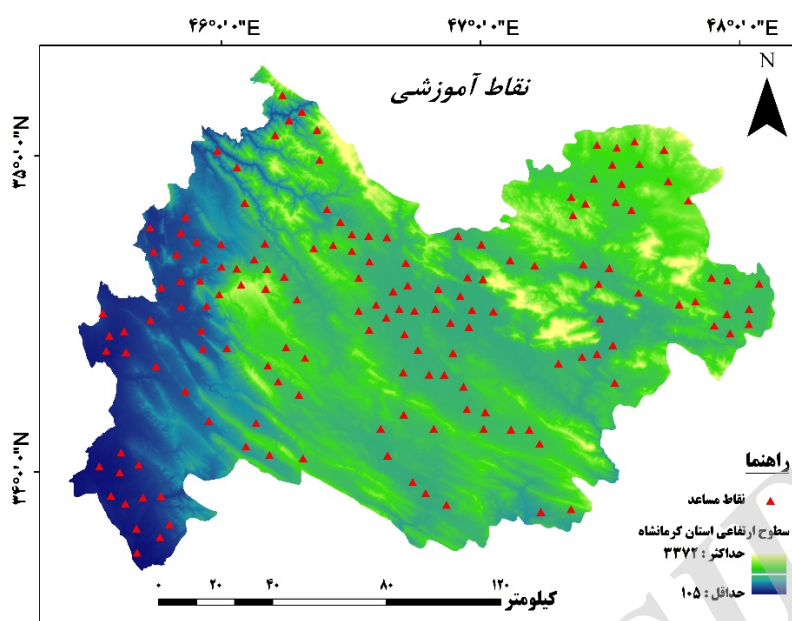 ۴۶°۰'۰"E ۴۷°۰'۰"E ۴۸°۰'۰"E
نقاط آموزشی
N
۳۵°۰'۰"N
۳۴°۰'۰"N
راهنما
نقاط مساعد
سطوح ارتفاعی استان کرمانشاه
حداکثر : ۳۳۷۲
حداقل : ۱۰۵
۰ ۲۰ ۴۰ ۸۰ ۱۲۰
کیلومتر